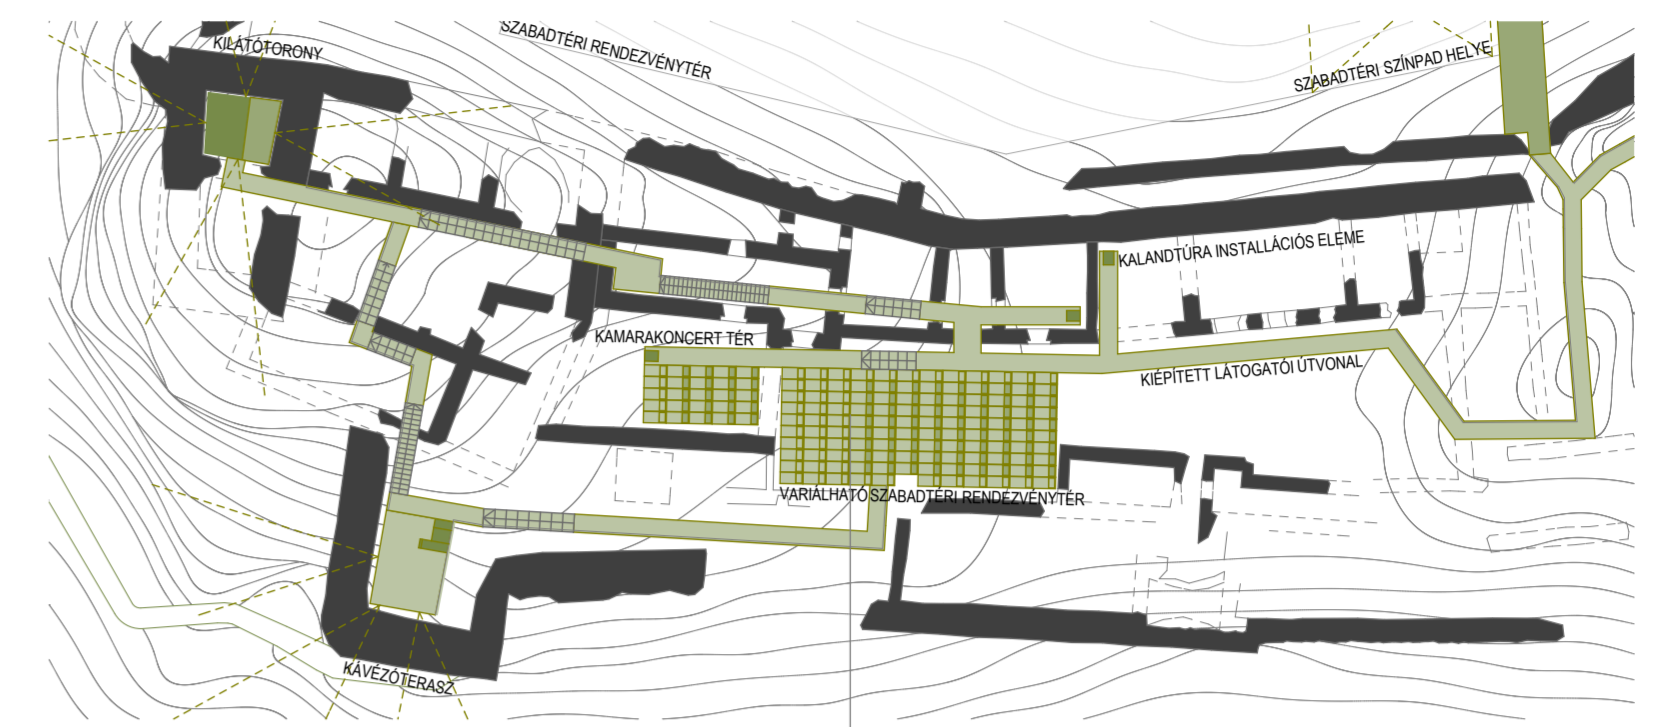 SZABADTÉRI RENDEZVÉNYTÉR
KILÁTÓTORONY
SZABADTÉRI SZÍNPAD HELYE
KALANDTÚRA INSTALLÁCIÓS ELEME
KAMARAKONCERT TÉR
KIÉPÍTETT LÁTOGATÓI ÚTVONAL
VARIÁLHATÓ SZABADTÉRI RENDEZVÉNYTÉR
KÁVÉZÓTERASZ